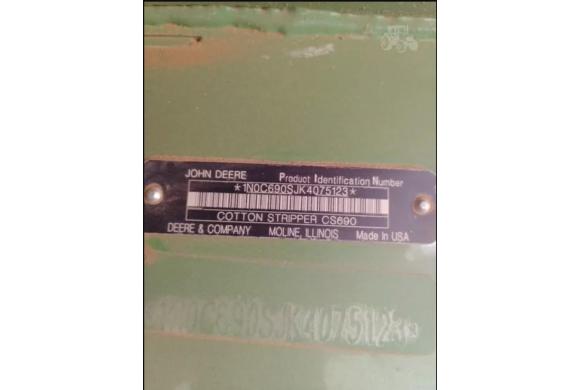 JOHN DEERE Product Identification Number
*1N0C690SJK4075123*
COTTON STRIPPER CS690
DEERE & COMPANY MOLINE, ILLINOIS Made In USA